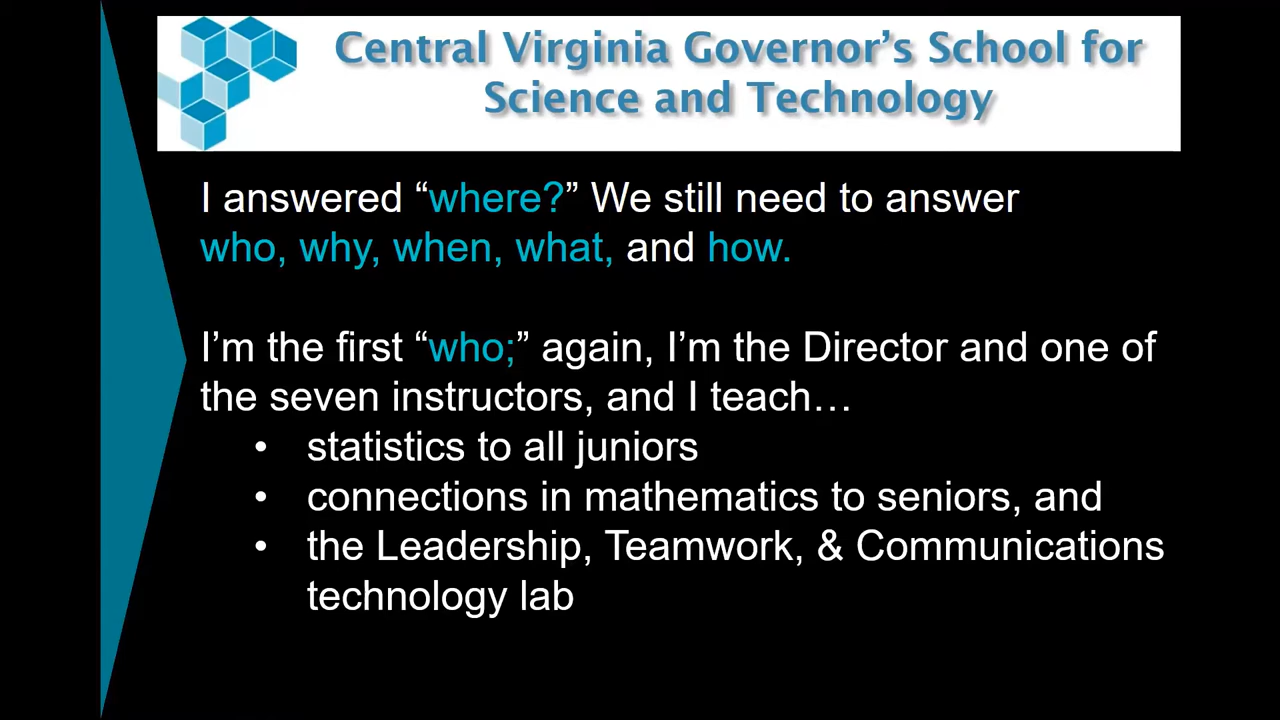 Central Virginia Governor’s School for
Science and Technology
I answered “where?” We still need to answer
who, why, when, what, and how.
I’m the first “who;” again, I’m the Director and one of
the seven instructors, and I teach…
• statistics to all juniors
• connections in mathematics to seniors, and
• the Leadership, Teamwork, & Communications
technology lab